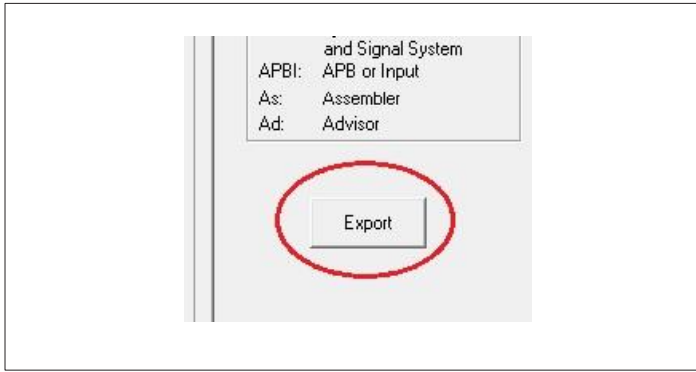 and Signal System
APBI: APB or Input
As: Assembler
Ad: Advisor
Export